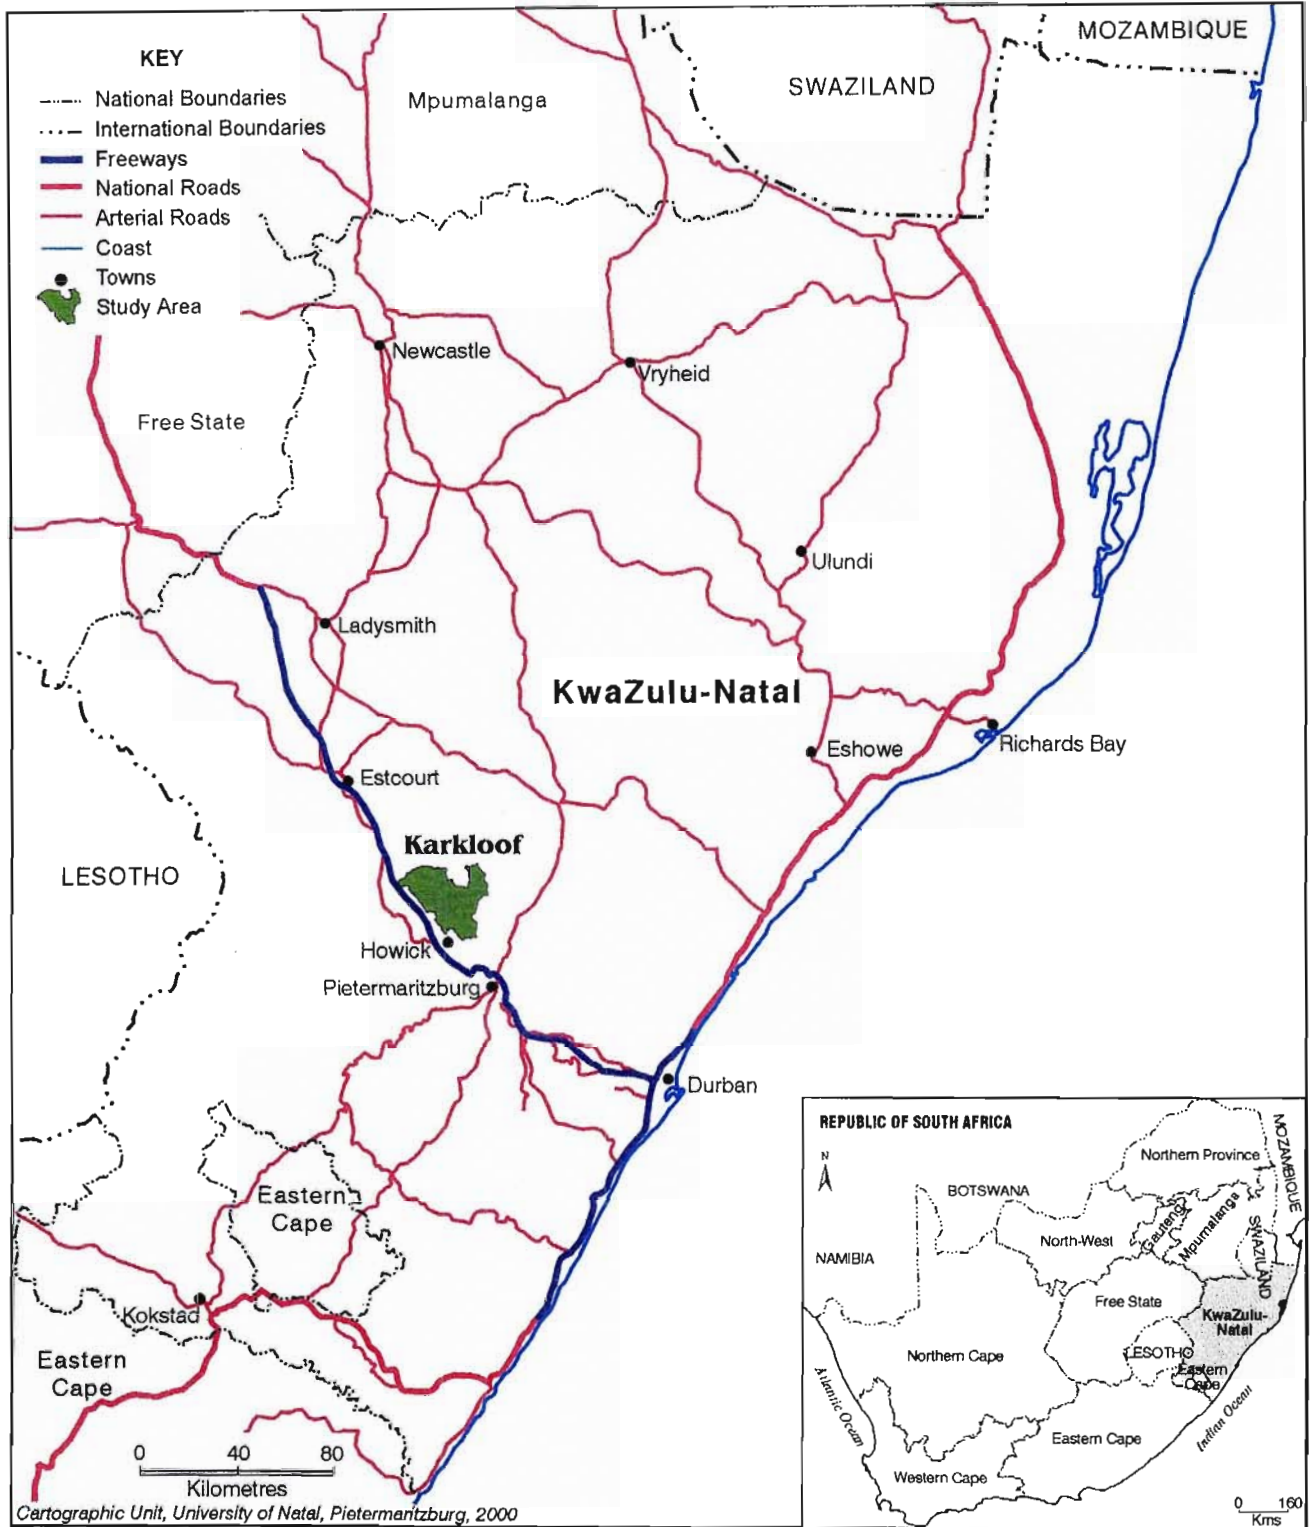 KEY
National Boundaries
International Boundaries
Freeways
National Roads
Arterial Roads
Coast
Towns
Study Area
MOZAMBIQUE
SWAZILAND
Mpumalanga
Newcastle
Vryheid
Free State
Ulundi
Ladysmith
KwaZulu-Natal
Richards Bay
Eshowe
Estcourt
Karkloof
LESOTHO
Howick
Pietermaritzburg
Durban
Eastern
Cape
Kokstad
Eastern
Cape
0 40 80
Kilometres
Cartographic Unit, University of Natal, Pietermaritzburg, 2000
REPUBLIC OF SOUTH AFRICA
N
MOZAMBIQUE
Northern Province
BOTSWANA
Gauteng
Mpumalanga
SWAZILAND
North-West
NAMIBIA
Free State
KwaZulu-
Natal
LESOTHO
Northern Cape
Eastern
Cape
Atlantic Ocean
Indian Ocean
Eastern Cape
Western Cape
0 160
Kms